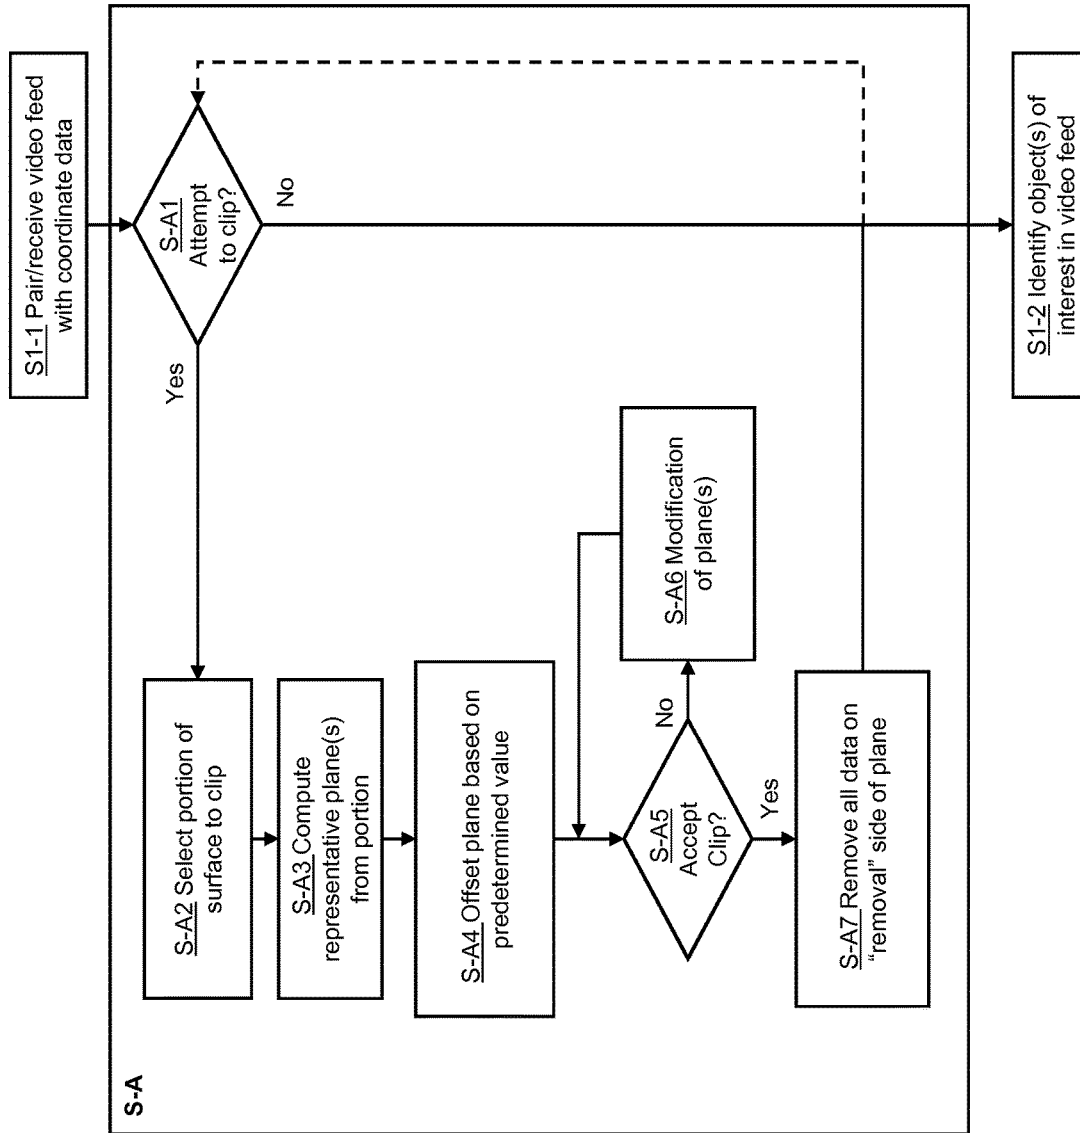 S1-1 Pair/receive video feed
with coordinate data
S-A
S-A1
Attempt
to clip?
Yes
No
S-A2 Select portion of
surface to clip
S-A3 Compute
representative plane(s)
from portion
S-A4 Offset plane based on
predetermined value
S-A5
Accept
Clip?
No
Yes
S-A6 Modification
of plane(s)
S-A7 Remove all data on
“removal” side of plane
S1-2 Identify object(s) of
interest in video feed